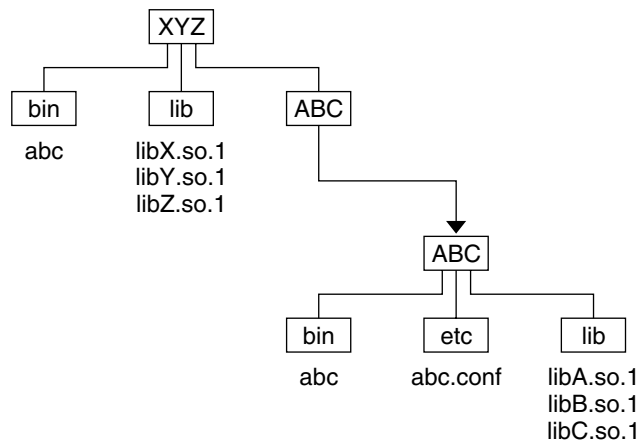 XYZ
bin lib ABC
abc libX.so.1
libY.so.1
libZ.so.1
ABC
bin etc lib
abc abc.conf libA.so.1
libB.so.1
libC.so.1